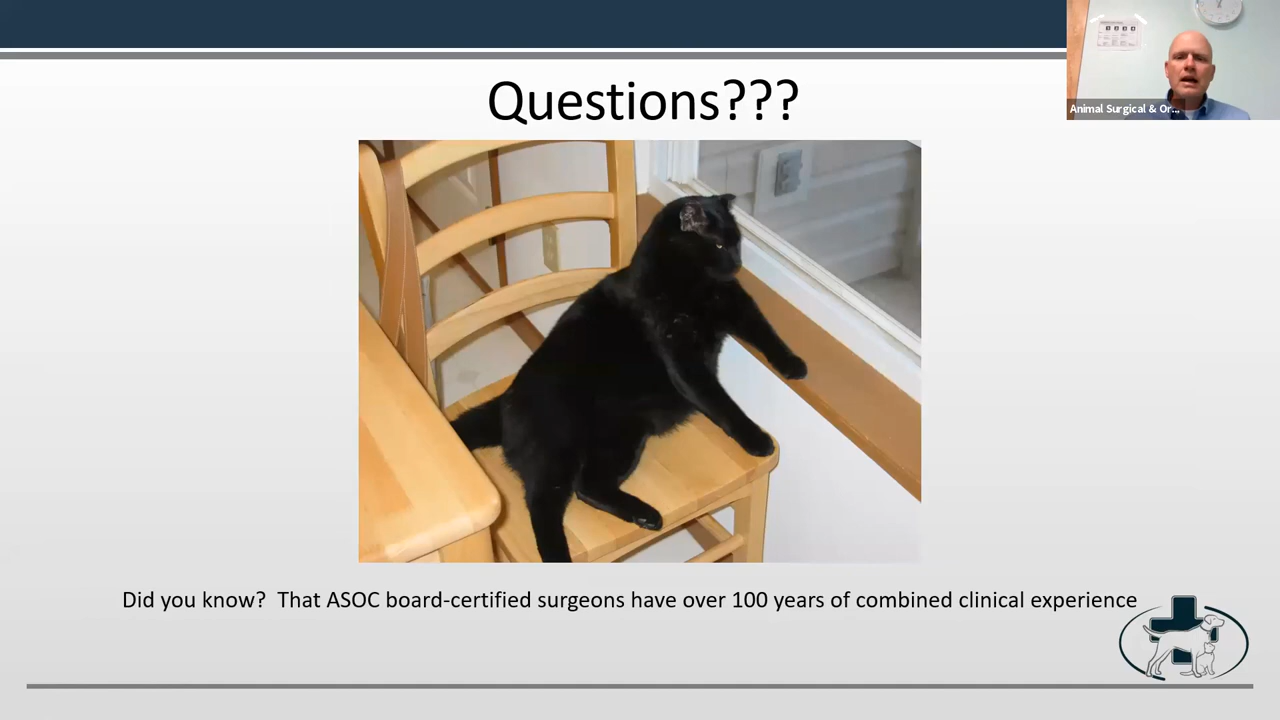 Questions???
Animal Surgical & Or...
Did you know?  That ASOC board-certified surgeons have over 100 years of combined clinical experience